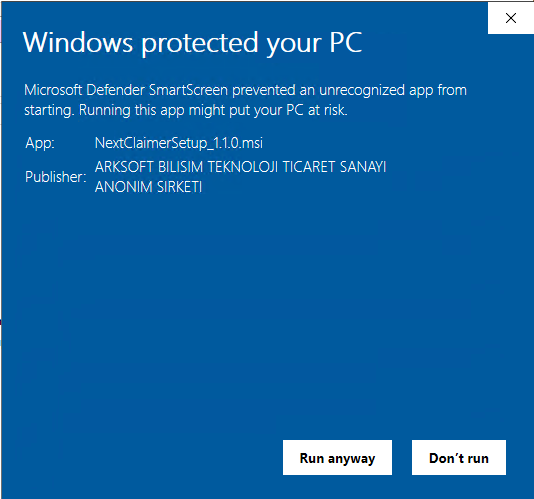 Windows protected your PC
Microsoft Defender SmartScreen prevented an unrecognized app from
starting. Running this app might put your PC at risk.
App: NextClaimerSetup_1.1.0.msi
Publisher: ARKSOFT BILISIM TEKNOLOJI TICARET SANAYI
ANONIM SIRKETI
Run anyway Don't run